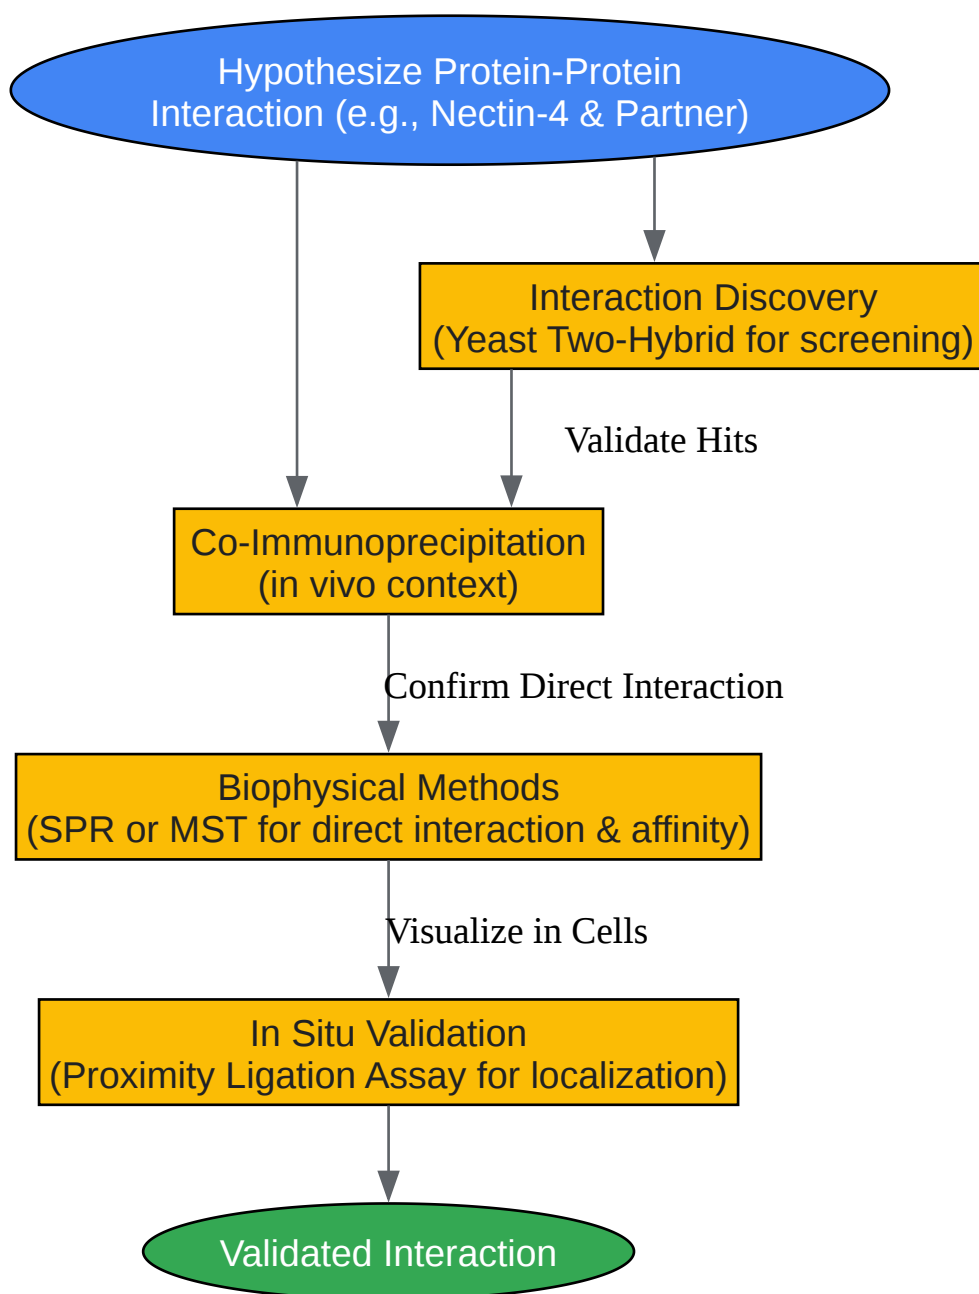 Hypothesize Protein-Protein
Interaction (e.g., Nectin-4 & Partner)
Interaction Discovery
(Yeast Two-Hybrid for screening)
Validate Hits
Co-Immunoprecipitation
(in vivo context)
Confirm Direct Interaction
Biophysical Methods
(SPR or MST for direct interaction & affinity)
Visualize in Cells
In Situ Validation
(Proximity Ligation Assay for localization)
Validated Interaction